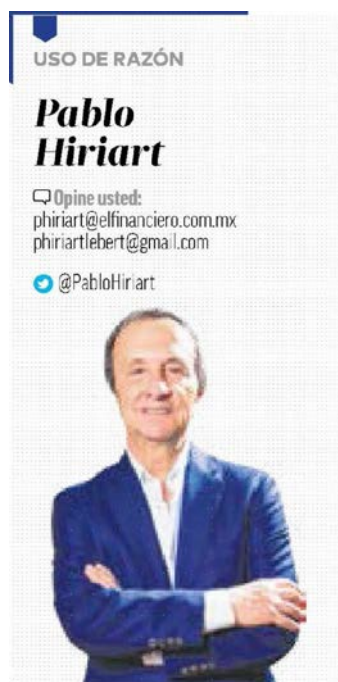 USO DE RAZÓN
Pablo
Hiriart
Opine usted:
phiriart@elfinanciero.com.mx
phiriartlebert@gmail.com
@PabloHiriart